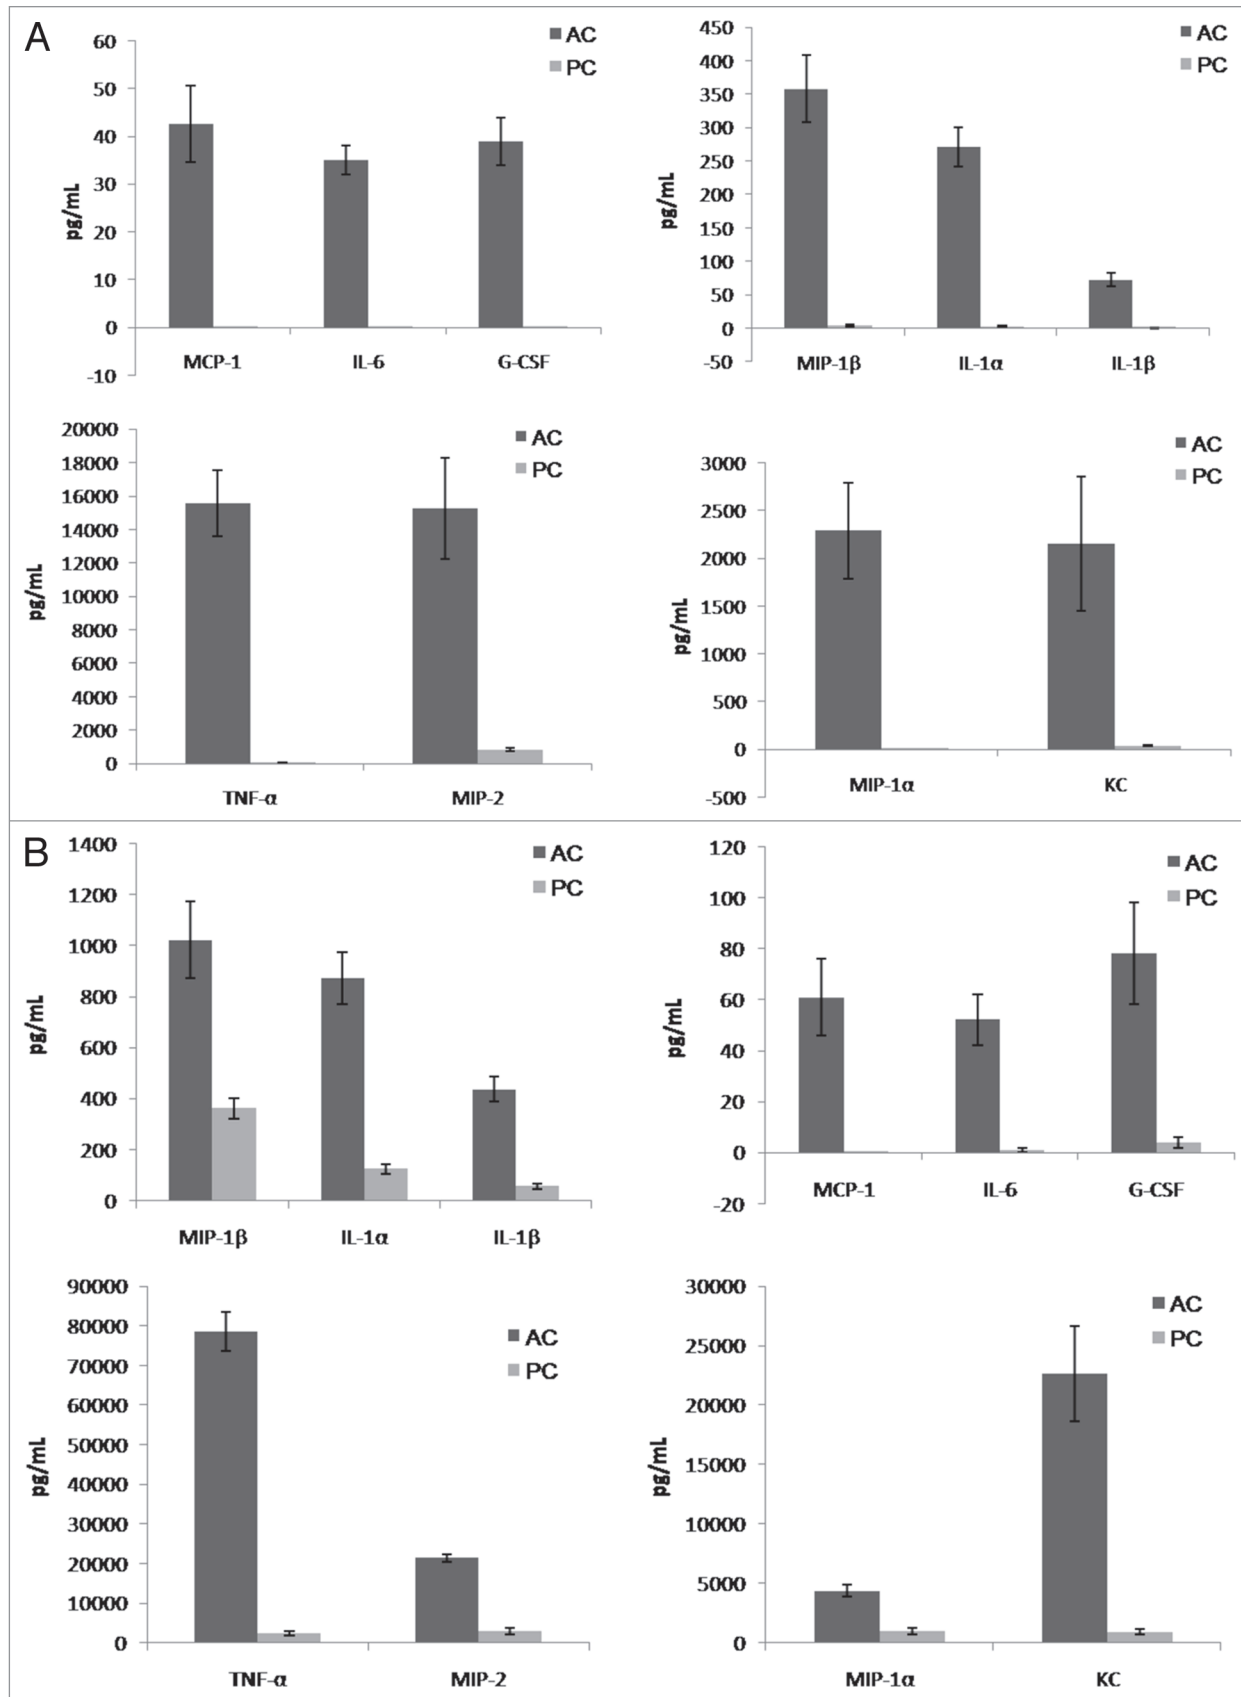 A
60
50
40
30
20
10
0
-10
pg/mL
MCP-1 IL-6 G-CSF
AC
PC
450
400
350
300
250
200
150
100
50
0
-50
pg/mL
MIP-1β IL-1α IL-1β
AC
PC
20000
18000
16000
14000
12000
10000
8000
6000
4000
2000
0
pg/mL
TNF-α MIP-2
AC
PC
3000
2500
2000
1500
1000
500
0
-500
pg/mL
MIP-1α KC
AC
PC
B
1400
1200
1000
800
600
400
200
0
pg/mL
MIP-1β IL-1α IL-1β
AC
PC
120
100
80
60
40
20
0
-20
pg/mL
MCP-1 IL-6 G-CSF
AC
PC
90000
80000
70000
60000
50000
40000
30000
20000
10000
0
pg/mL
TNF-α MIP-2
AC
PC
30000
25000
20000
15000
10000
5000
0
pg/mL
MIP-1α KC
AC
PC